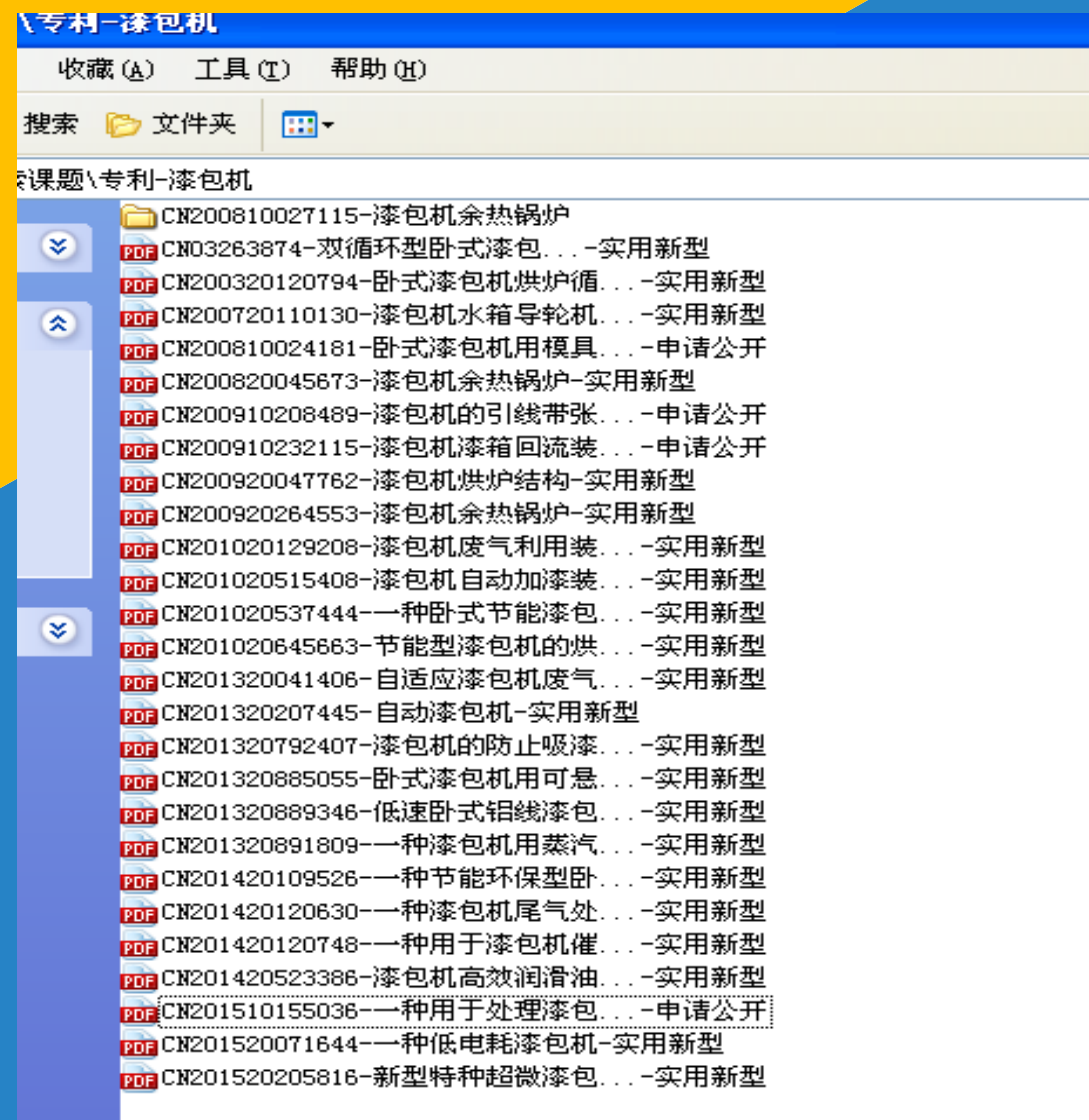 \专利-漆包机
收藏(A) 工具(T) 帮助(H)
搜索 文件夹
课题\专利-漆包机
CN200810027115-漆包机余热锅炉
CN03263874-双循环型卧式漆包...-实用新型
CN200320120794-卧式漆包机烘炉循...-实用新型
CN200720110130-漆包机水箱导轮机...-实用新型
CN200810024181-卧式漆包机用模具...-申请公开
CN200820045673-漆包机余热锅炉-实用新型
CN200910208489-漆包机的引线带张...-申请公开
CN200910232115-漆包机漆箱回流装...-申请公开
CN200920047762-漆包机烘炉结构-实用新型
CN200920264553-漆包机余热锅炉-实用新型
CN201020129208-漆包机废气利用装...-实用新型
CN201020515408-漆包机自动加漆装...-实用新型
CN201020537444-一种卧式节能漆包...-实用新型
CN201020645663-节能型漆包机的烘...-实用新型
CN201320041406-自适应漆包机废气...-实用新型
CN201320207445-自动漆包机-实用新型
CN201320792407-漆包机的防止吸漆...-实用新型
CN201320885055-卧式漆包机用可悬...-实用新型
CN201320889346-低速卧式铝线漆包...-实用新型
CN201320891809-一种漆包机用蒸汽...-实用新型
CN201420109526-一种节能环保型卧...-实用新型
CN201420120630-一种漆包机尾气处...-实用新型
CN201420120748-一种用于漆包机催...-实用新型
CN201420523386-漆包机高效润滑油...-实用新型
CN201510155036-一种用于处理漆包...-申请公开
CN201520071644-一种低电耗漆包机-实用新型
CN201520205816-新型特种超微漆包...-实用新型